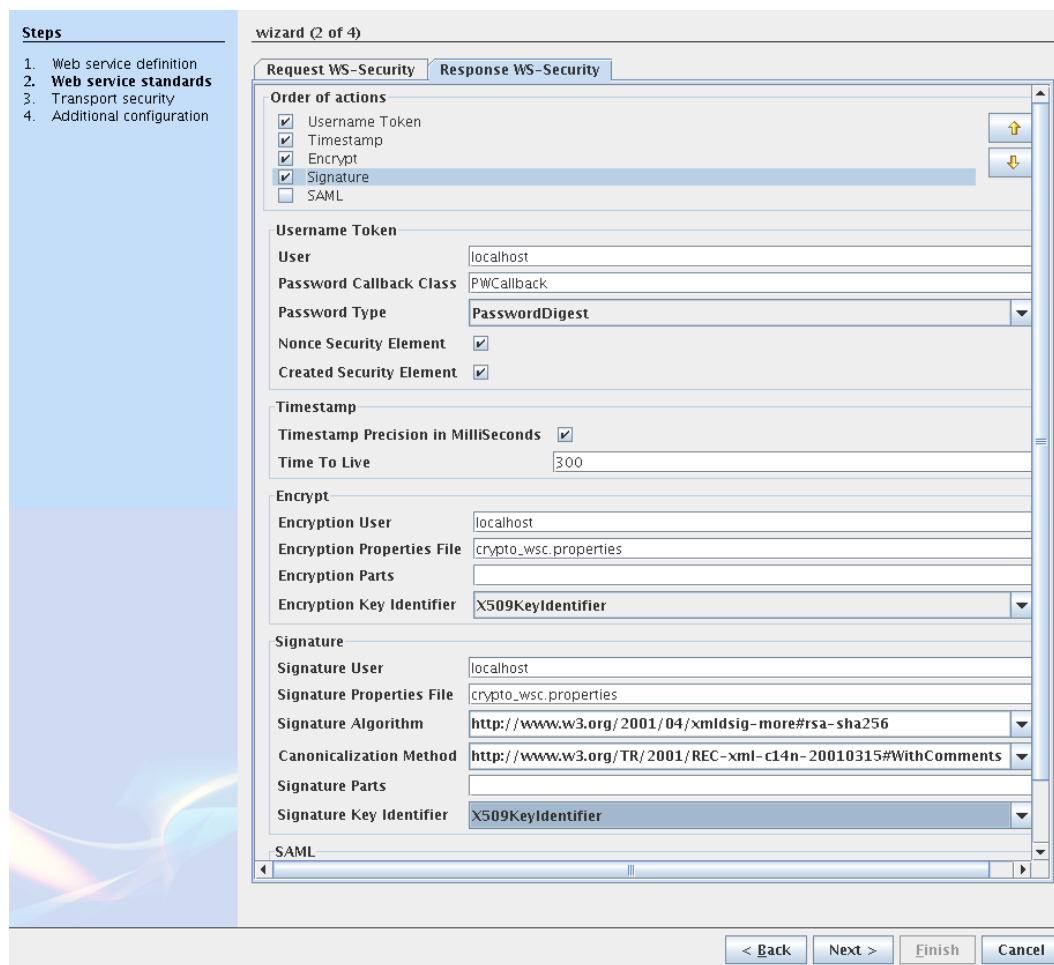 Steps
1. Web service definition
2. Web service standards
3. Transport security
4. Additional configuration
wizard (2 of 4)
Request WS-Security Response WS-Security
Order of actions
Username Token
Timestamp
Encrypt
Signature
SAML
Username Token
User localhost
Password Callback Class PWCallback
Password Type PasswordDigest
Nonce Security Element
Created Security Element
Timestamp
Timestamp Precision in MilliSeconds
Time To Live 300
Encrypt
Encryption User localhost
Encryption Properties File crypto_wsc.properties
Encryption Parts
Encryption Key Identifier X509KeyIdentifier
Signature
Signature User localhost
Signature Properties File crypto_wsc.properties
Signature Algorithm http://www.w3.org/2001/04/xmldsig-more#rsa-sha256
Canonicalization Method http://www.w3.org/TR/2001/REC-xml-c14n-20010315#WithComments
Signature Parts
Signature Key Identifier X509KeyIdentifier
SAML
< Back Next > Finish Cancel